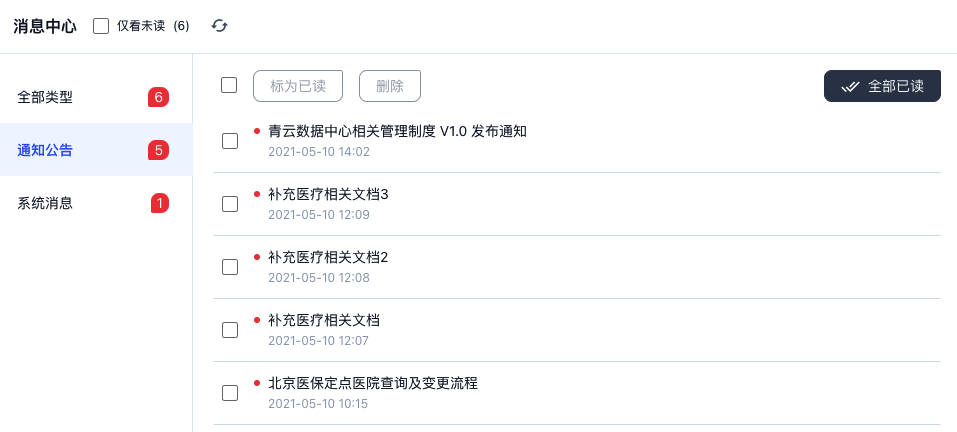 消息中心 仅看未读 (6)
全部类型 6
通知公告 5
系统消息 1
标为已读 删除 全部已读
青云数据中心相关管理制度 V1.0 发布通知
2021-05-10 14:02
补充医疗相关文档3
2021-05-10 12:09
补充医疗相关文档2
2021-05-10 12:08
补充医疗相关文档
2021-05-10 12:07
北京医保定点医院查询及变更流程
2021-05-10 10:15